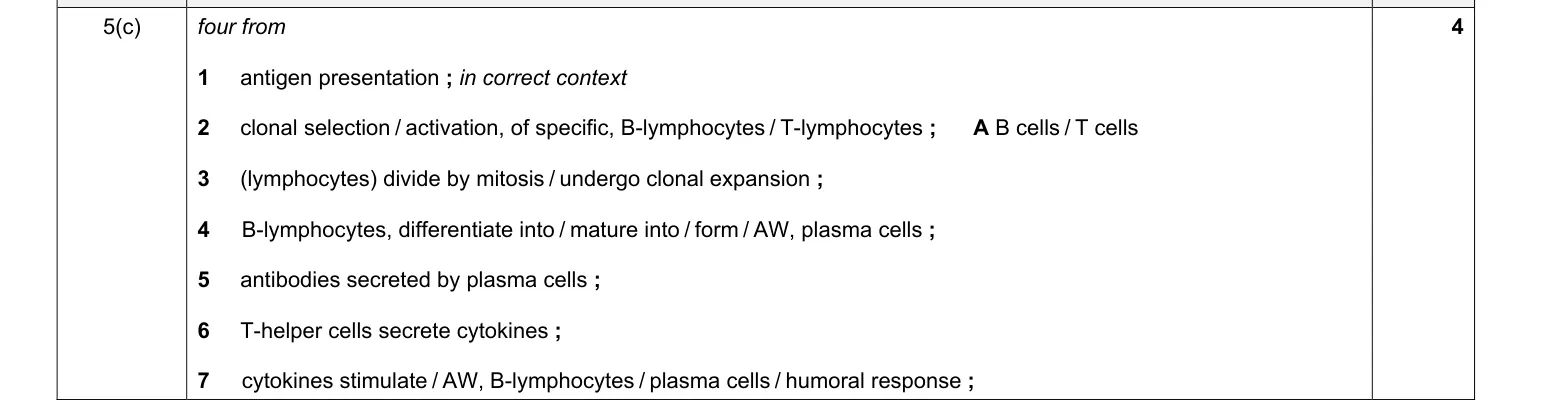 5(c) four from 4
1 antigen presentation ; in correct context
2 clonal selection / activation, of specific, B-lymphocytes / T-lymphocytes ; A B cells / T cells
3 (lymphocytes) divide by mitosis / undergo clonal expansion ;
4 B-lymphocytes, differentiate into / mature into / form / AW, plasma cells ;
5 antibodies secreted by plasma cells ;
6 T-helper cells secrete cytokines ;
7 cytokines stimulate / AW, B-lymphocytes / plasma cells / humoral response ;